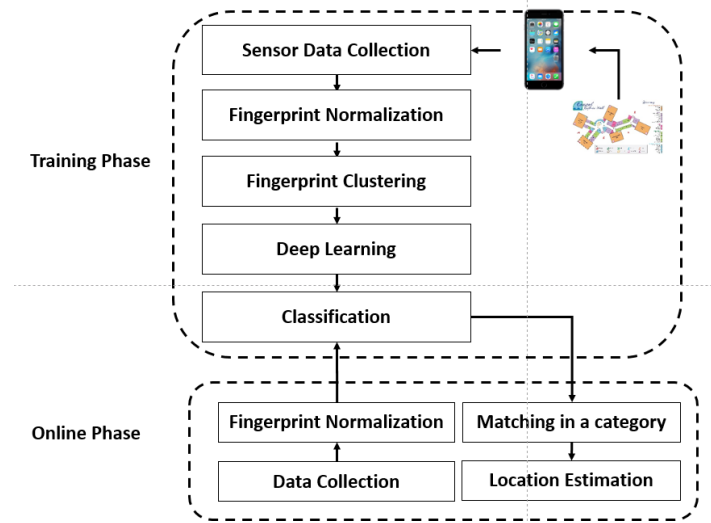 Sensor Data Collection
Fingerprint Normalization
Training Phase
Fingerprint Clustering
Deep Learning
Classification
Online Phase
Fingerprint Normalization
Matching in a category
Data Collection
Location Estimation